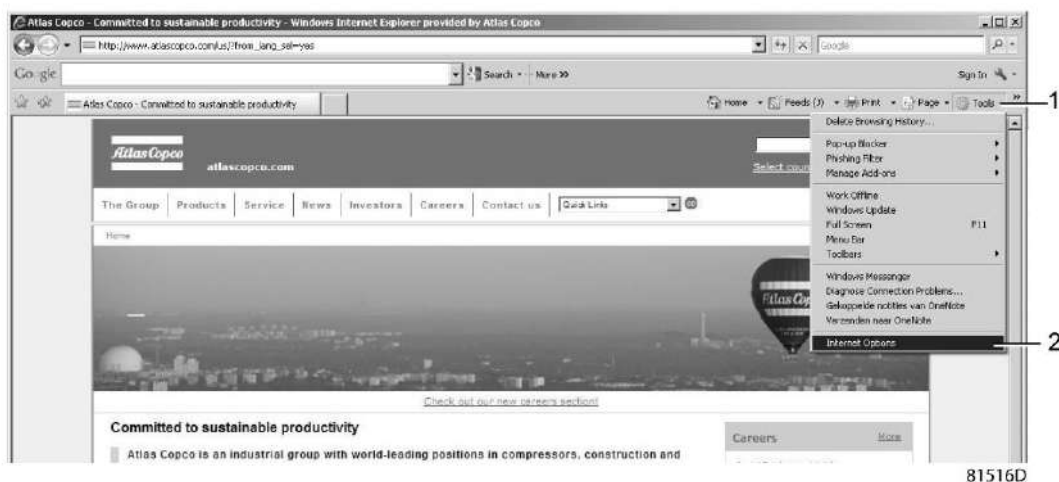 Atlas Copco - Committed to sustainable productivity - Windows Internet Explorer provided by Atlas Copco
http://www.atlascopco.com/us/?from_lang_sel=yes
Google
Google Search More >> Sign In
Atlas Copco - Committed to sustainable productivity Home Feeds (J) Print Page Tools >> 1
Delete Browsing History...
Pop-up Blocker
Phishing Filter
Manage Add-ons
Work Offline
Windows Update
Full Screen F11
Menu Bar
Toolbars
Windows Messenger
Diagnose Connection Problems...
Gekoppelde notities van OneNote
Verzenden naar OneNote
Internet Options 2
Atlas Copco
atlascopco.com
Select coun
The Group Products Service News Investors Careers Contact us Quick Links
Home
Atlas Cop
Check out our new careers section!
Committed to sustainable productivity
Careers More
Atlas Copco is an industrial group with world-leading positions in compressors, construction and
81516D